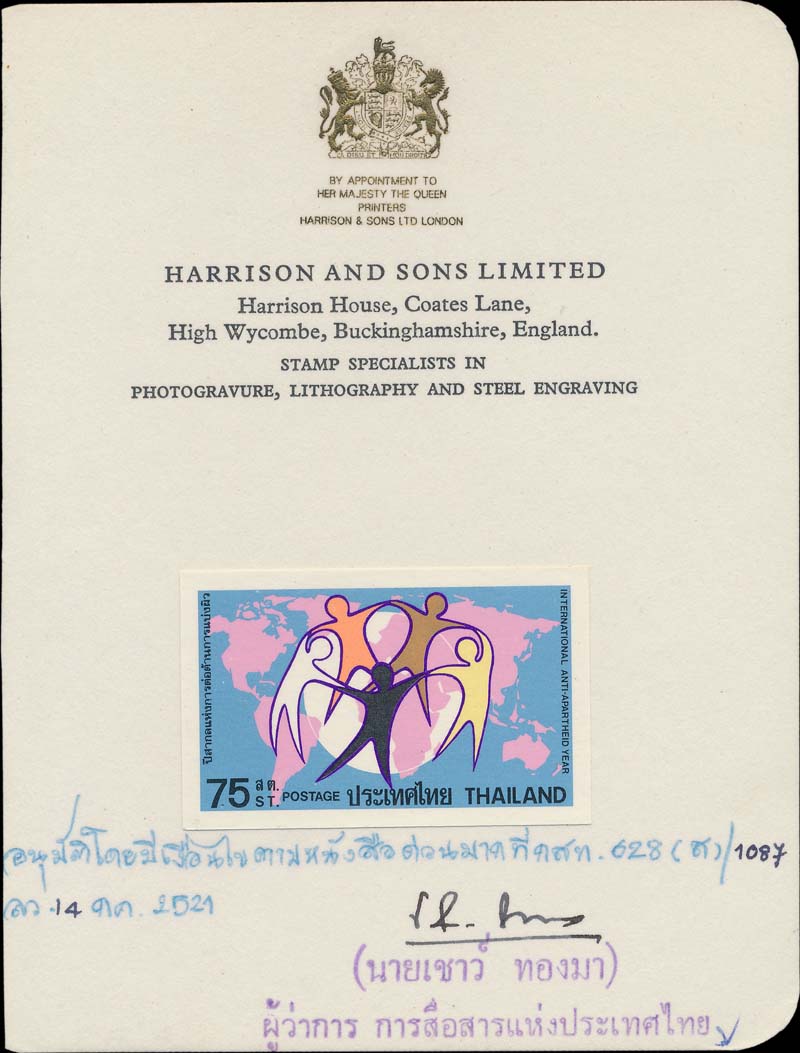 DIEU ET MON DROIT
BY APPOINTMENT TO
HER MAJESTY THE QUEEN
PRINTERS
HARRISON & SONS LTD LONDON
HARRISON AND SONS LIMITED
Harrison House, Coates Lane,
High Wycombe, Buckinghamshire, England.
STAMP SPECIALISTS IN
PHOTOGRAVURE, LITHOGRAPHY AND STEEL ENGRAVING
ปีสากลแห่งการต่อต้านการแบ่งผิว
INTERNATIONAL ANTI-APARTHEID YEAR
75 สต. ST. POSTAGE ประเทศไทย THAILAND
อนุมัติโดยมีเงื่อนไขตามหนังสือด่วนมากที่ กสท. 628 (ส)/1087
ลว. 14 กค. 2521
(นายเชาว์ ทองมา)
ผู้ว่าการ การสื่อสารแห่งประเทศไทย